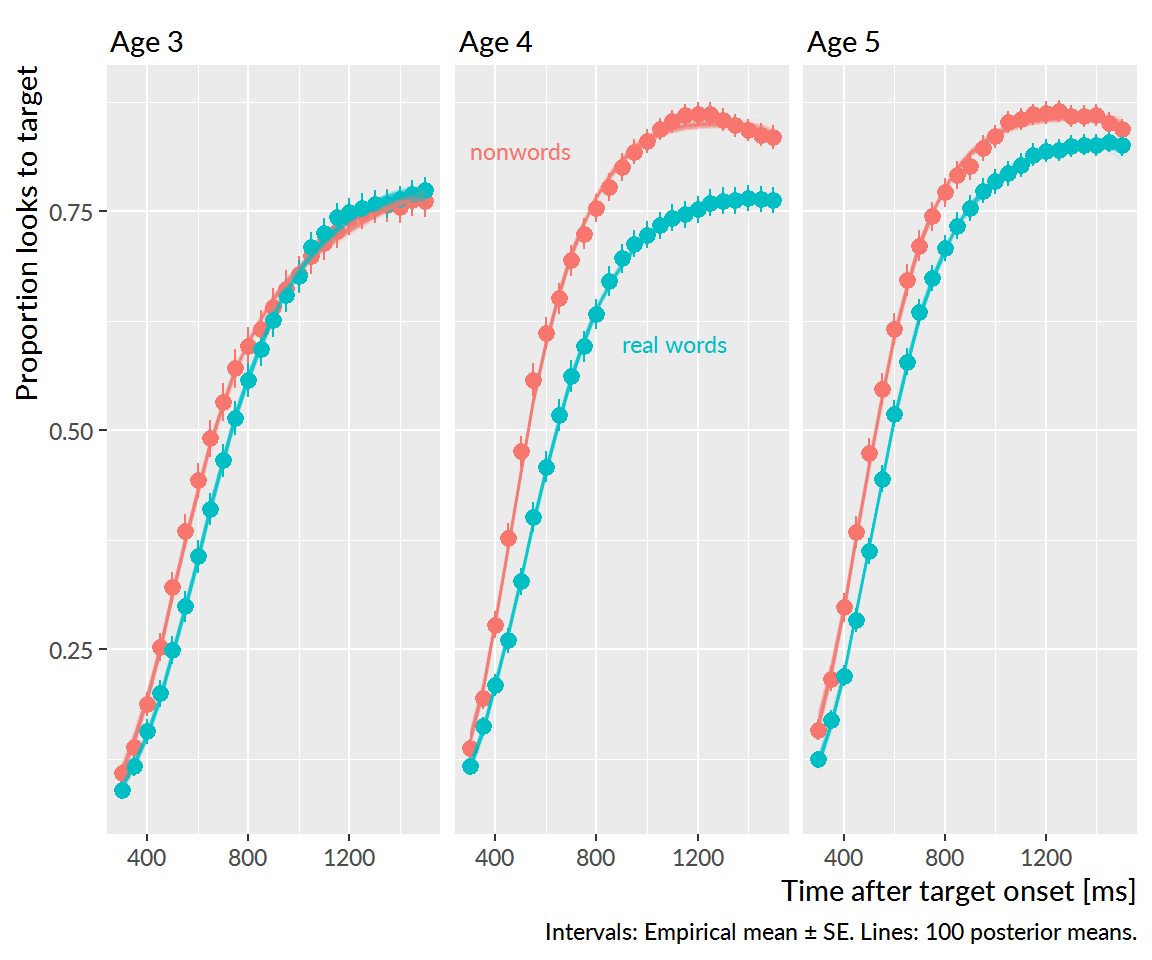 Age 3
Age 4
Age 5
Proportion looks to target
0.75
0.50
0.25
nonwords
real words
400 800 1200
400 800 1200
400 800 1200
Time after target onset [ms]
Intervals: Empirical mean ± SE. Lines: 100 posterior means.